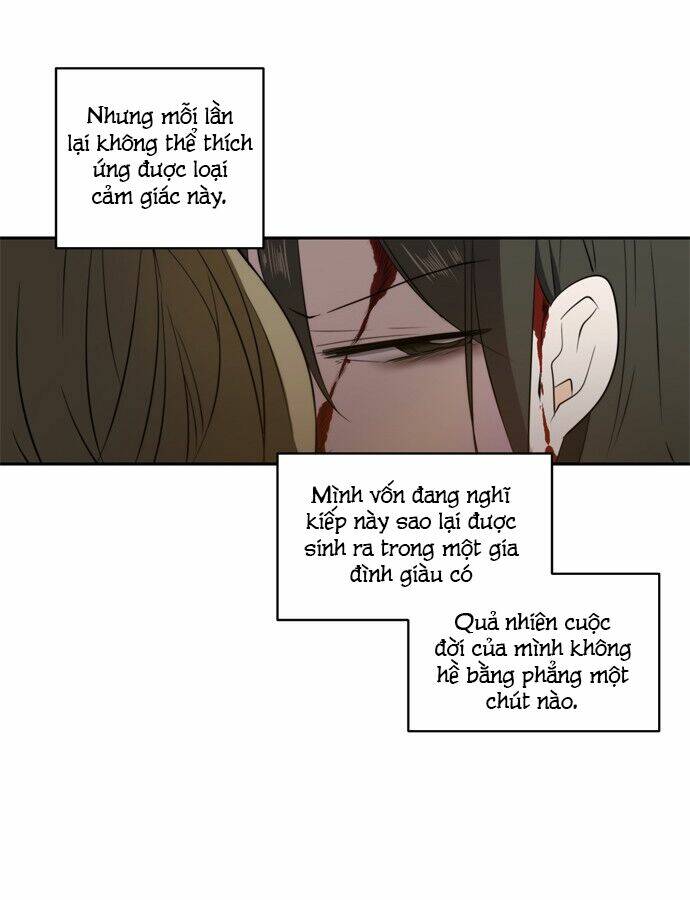 Nhưng mỗi lần
lại không thể thích
ứng được loại
cảm giác này.
Mình vốn đang nghĩ
kiếp này sao lại được
sinh ra trong một gia
đình giàu có
Quả nhiên cuộc
đời của mình không
hề bằng phẳng một
chút nào.